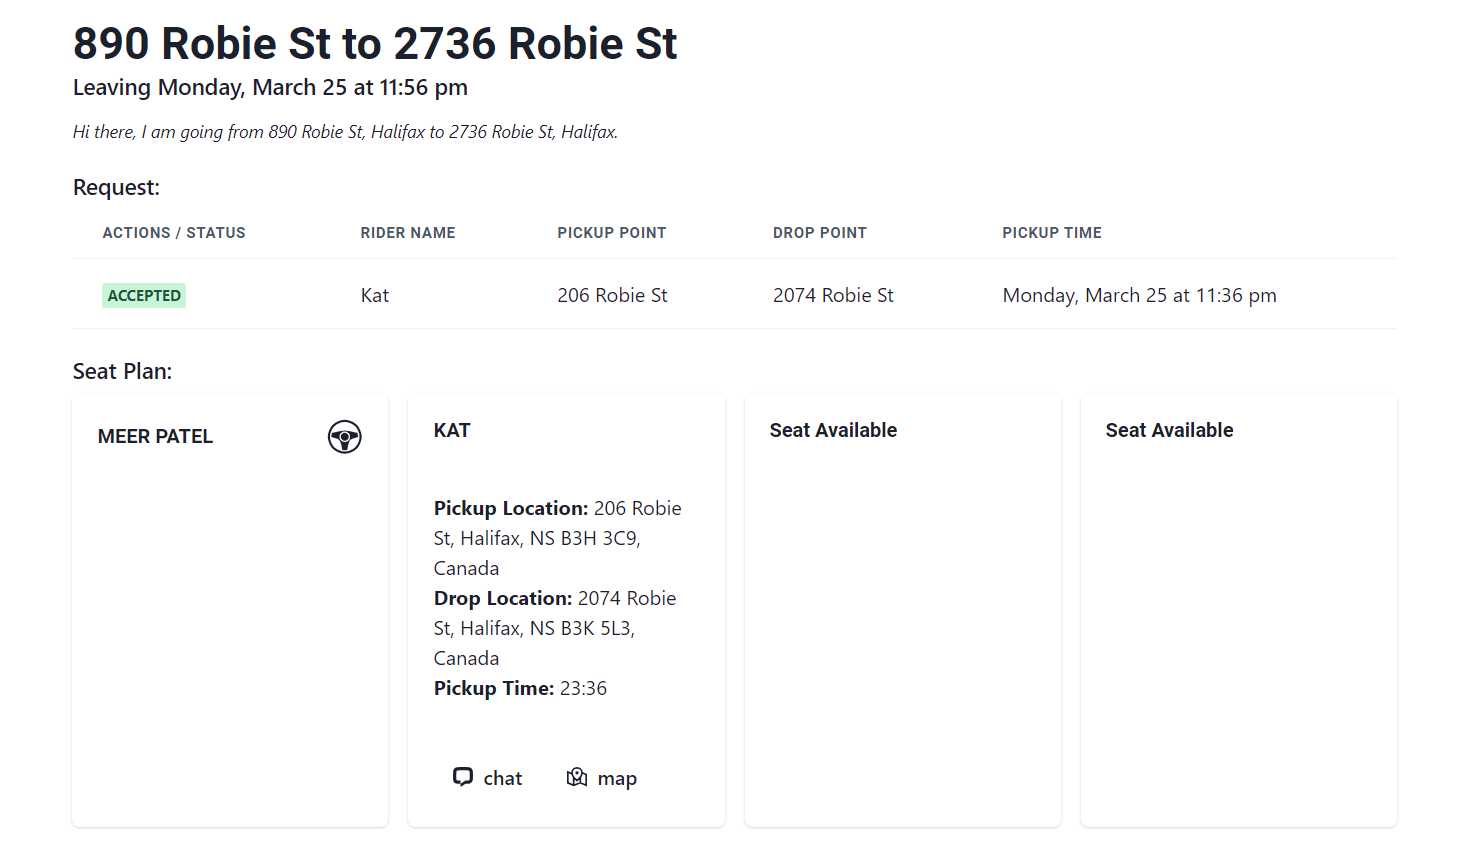 890 Robie St to 2736 Robie St
Leaving Monday, March 25 at 11:56 pm
Hi there, I am going from 890 Robie St, Halifax to 2736 Robie St, Halifax.
Request:
ACTIONS / STATUS RIDER NAME PICKUP POINT DROP POINT PICKUP TIME
ACCEPTED Kat 206 Robie St 2074 Robie St Monday, March 25 at 11:36 pm
Seat Plan:
MEER PATEL
KAT
Pickup Location: 206 Robie
St, Halifax, NS B3H 3C9,
Canada
Drop Location: 2074 Robie
St, Halifax, NS B3K 5L3,
Canada
Pickup Time: 23:36
chat map
Seat Available
Seat Available